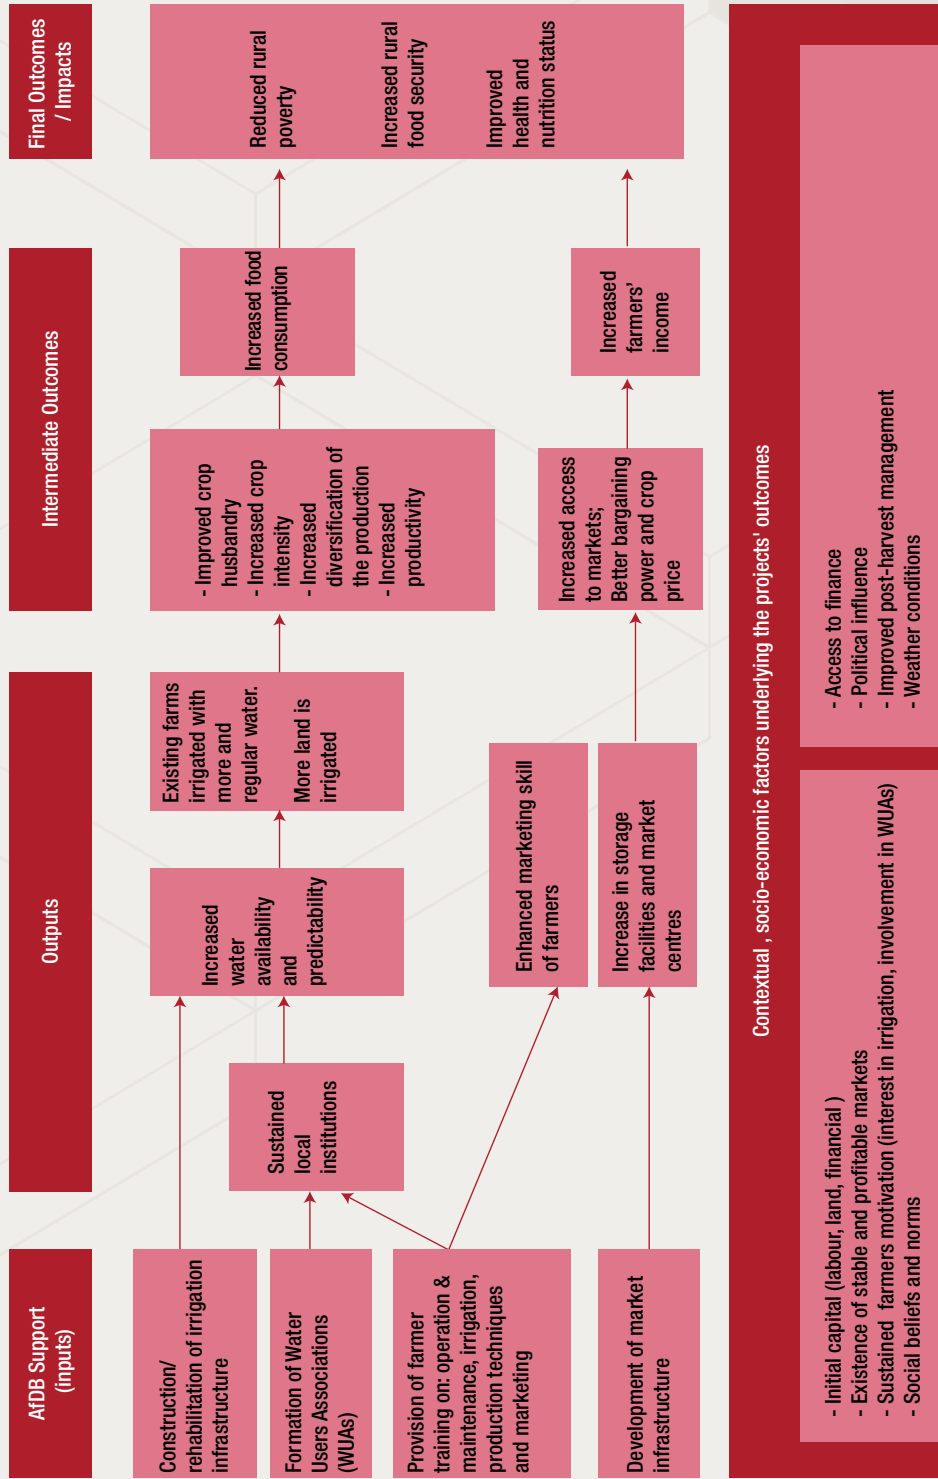 AfDB Support
(inputs)
Outputs
Intermediate Outcomes
Final Outcomes
/ Impacts
Construction/
rehabilitation of irrigation
infrastructure
Formation of Water
Users Associations
(WUAs)
Provision of farmer
training on: operation &
maintenance, irrigation,
production techniques
and marketing
Development of market
infrastructure
Sustained
local
institutions
Increased
water
availability
and
predictability
Existing farms
irrigated with
more and
regular water.
More land is
irrigated
Enhanced marketing skill
of farmers
Increase in storage
facilities and market
centres
- Improved crop
husbandry
- Increased crop
intensity
- Increased
diversification of
the production
- Increased
productivity
Increased access
to markets;
Better bargaining
power and crop
price
Increased food
consumption
Increased
farmers'
income
Reduced rural
poverty
Increased rural
food security
Improved
health and
nutrition status
Contextual , socio-economic factors underlying the projects' outcomes
- Initial capital (labour, land, financial )
- Existence of stable and profitable markets
- Sustained farmers motivation (interest in irrigation, involvement in WUAs)
- Social beliefs and norms
- Access to finance
- Political influence
- Improved post-harvest management
- Weather conditions